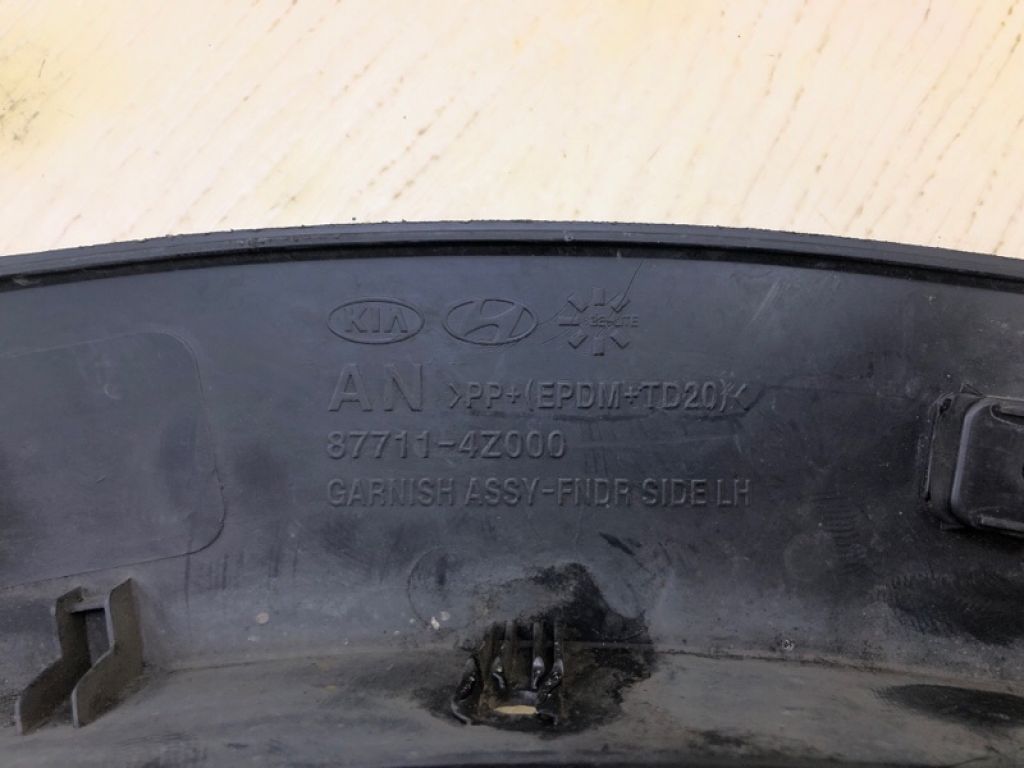 KIA
AN >PP+(EPDM+TD20)<
87711-4Z000
GARNISH ASSY-FNDR SIDE LH